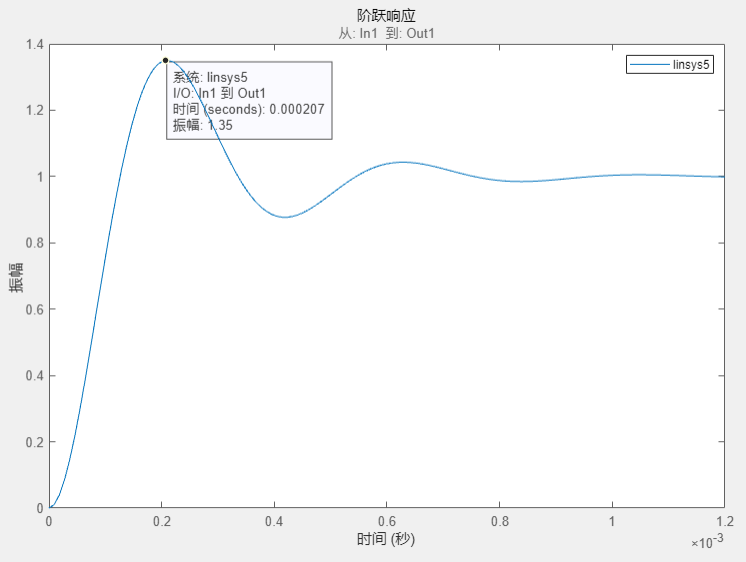 阶跃响应
从: In1 到: Out1
linsys5
系统: linsys5
I/O: In1 到 Out1
时间 (seconds): 0.000207
振幅: 1.35
振幅
1.4
1.2
1
0.8
0.6
0.4
0.2
0
0 0.2 0.4 0.6 0.8 1 1.2
时间 (秒)
×10-3